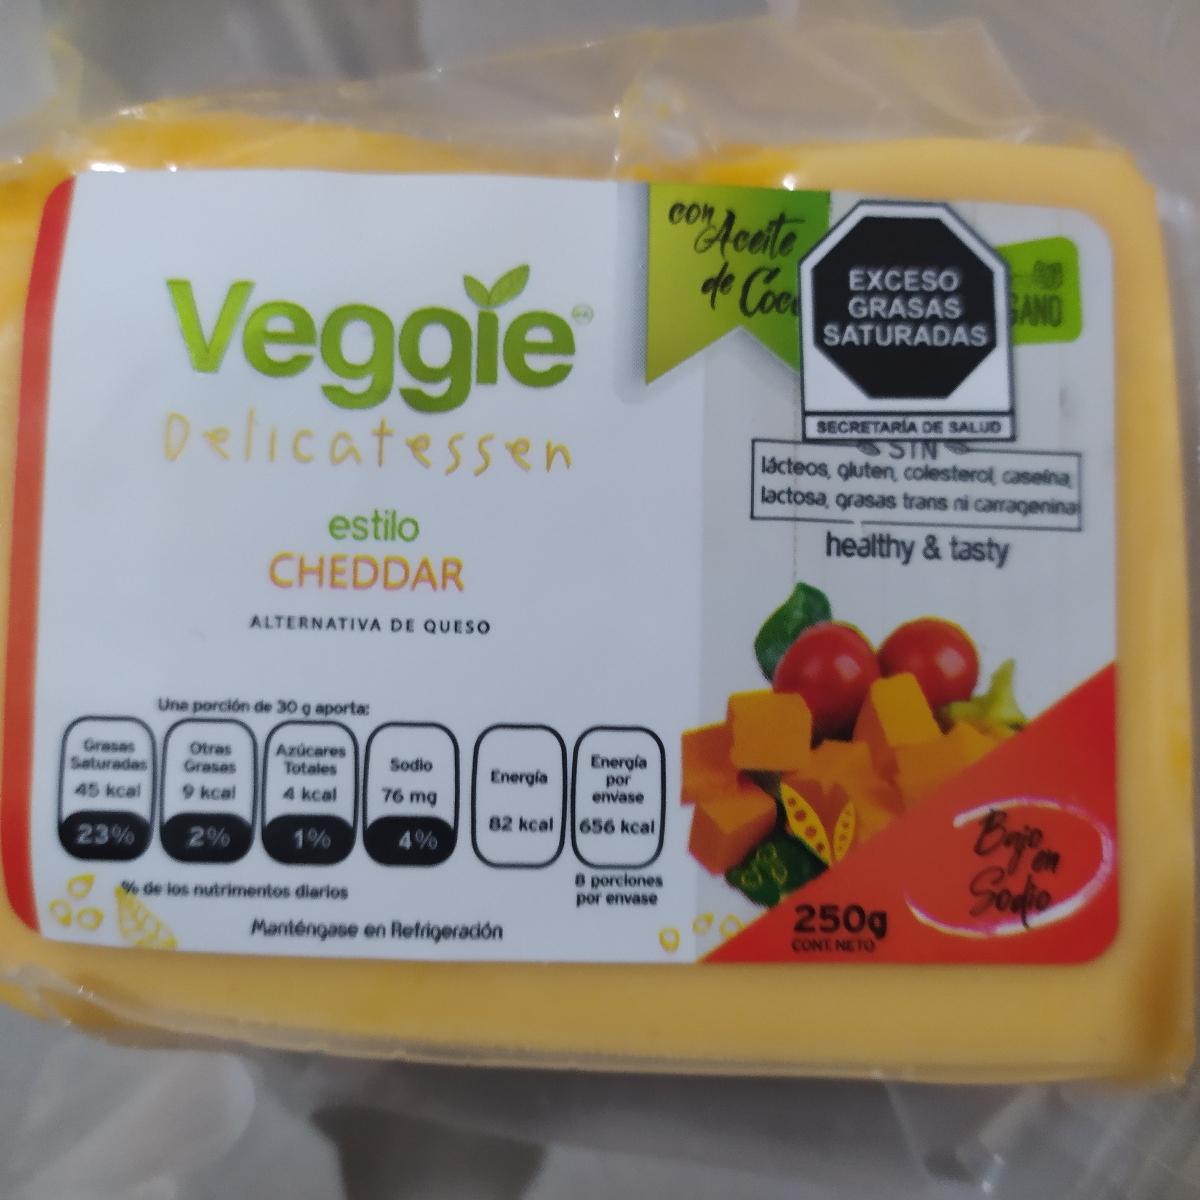 Veggie
Delicatessen
estilo
CHEDDAR
ALTERNATIVA DE QUESO
con Aceite
de Coco
EXCESO
GRASAS
SATURADAS
SECRETARÍA DE SALUD
GANO
SIN
lácteos, gluten, colesterol, caseína,
lactosa, grasas trans ni carragenina
healthy & tasty
Una porción de 30 g aporta:
Grasas
Saturadas
45 kcal
23%
Otras
Grasas
9 kcal
2%
Azúcares
Totales
4 kcal
1%
Sodio
76 mg
4%
Energía
82 kcal
Energía
por
envase
656 kcal
% de los nutrimentos diarios
8 porciones
por envase
Manténgase en Refrigeración
Bajo
en
Sodio
250g
CONT. NETO